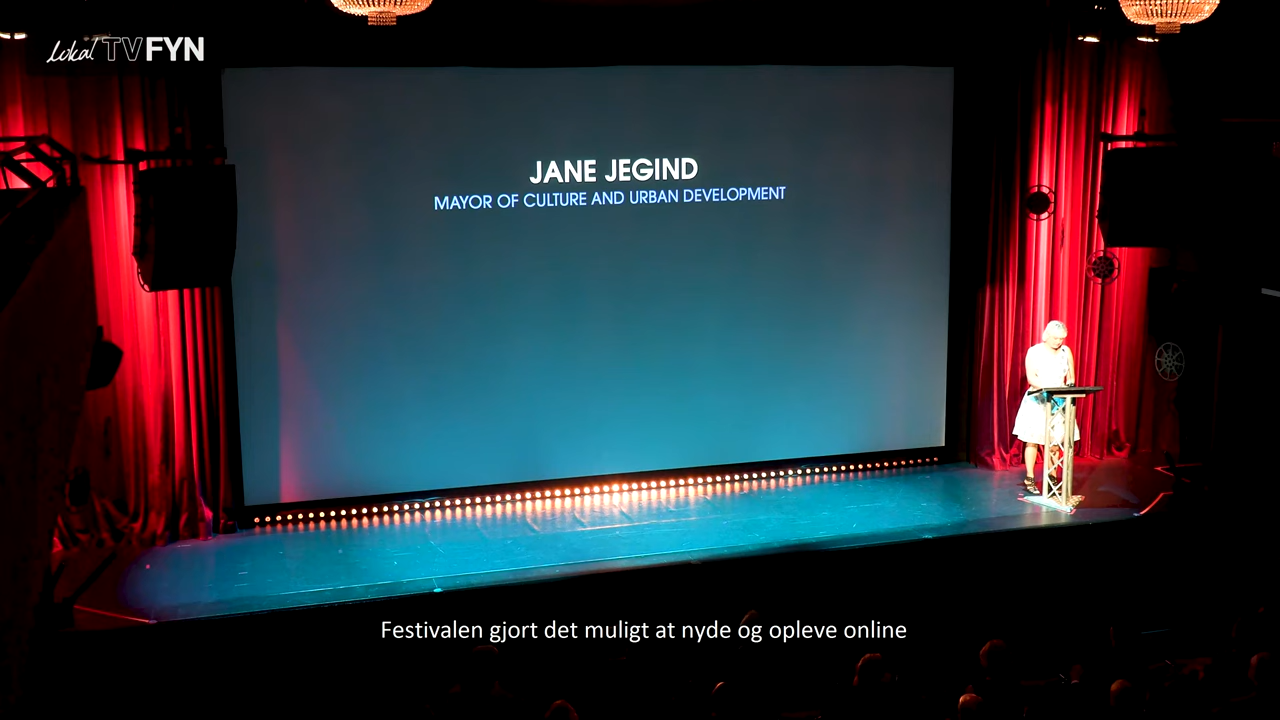 Lokal TV FYN
JANE JEGIND
MAYOR OF CULTURE AND URBAN DEVELOPMENT
Festivalen gjort det muligt at nyde og opleve online